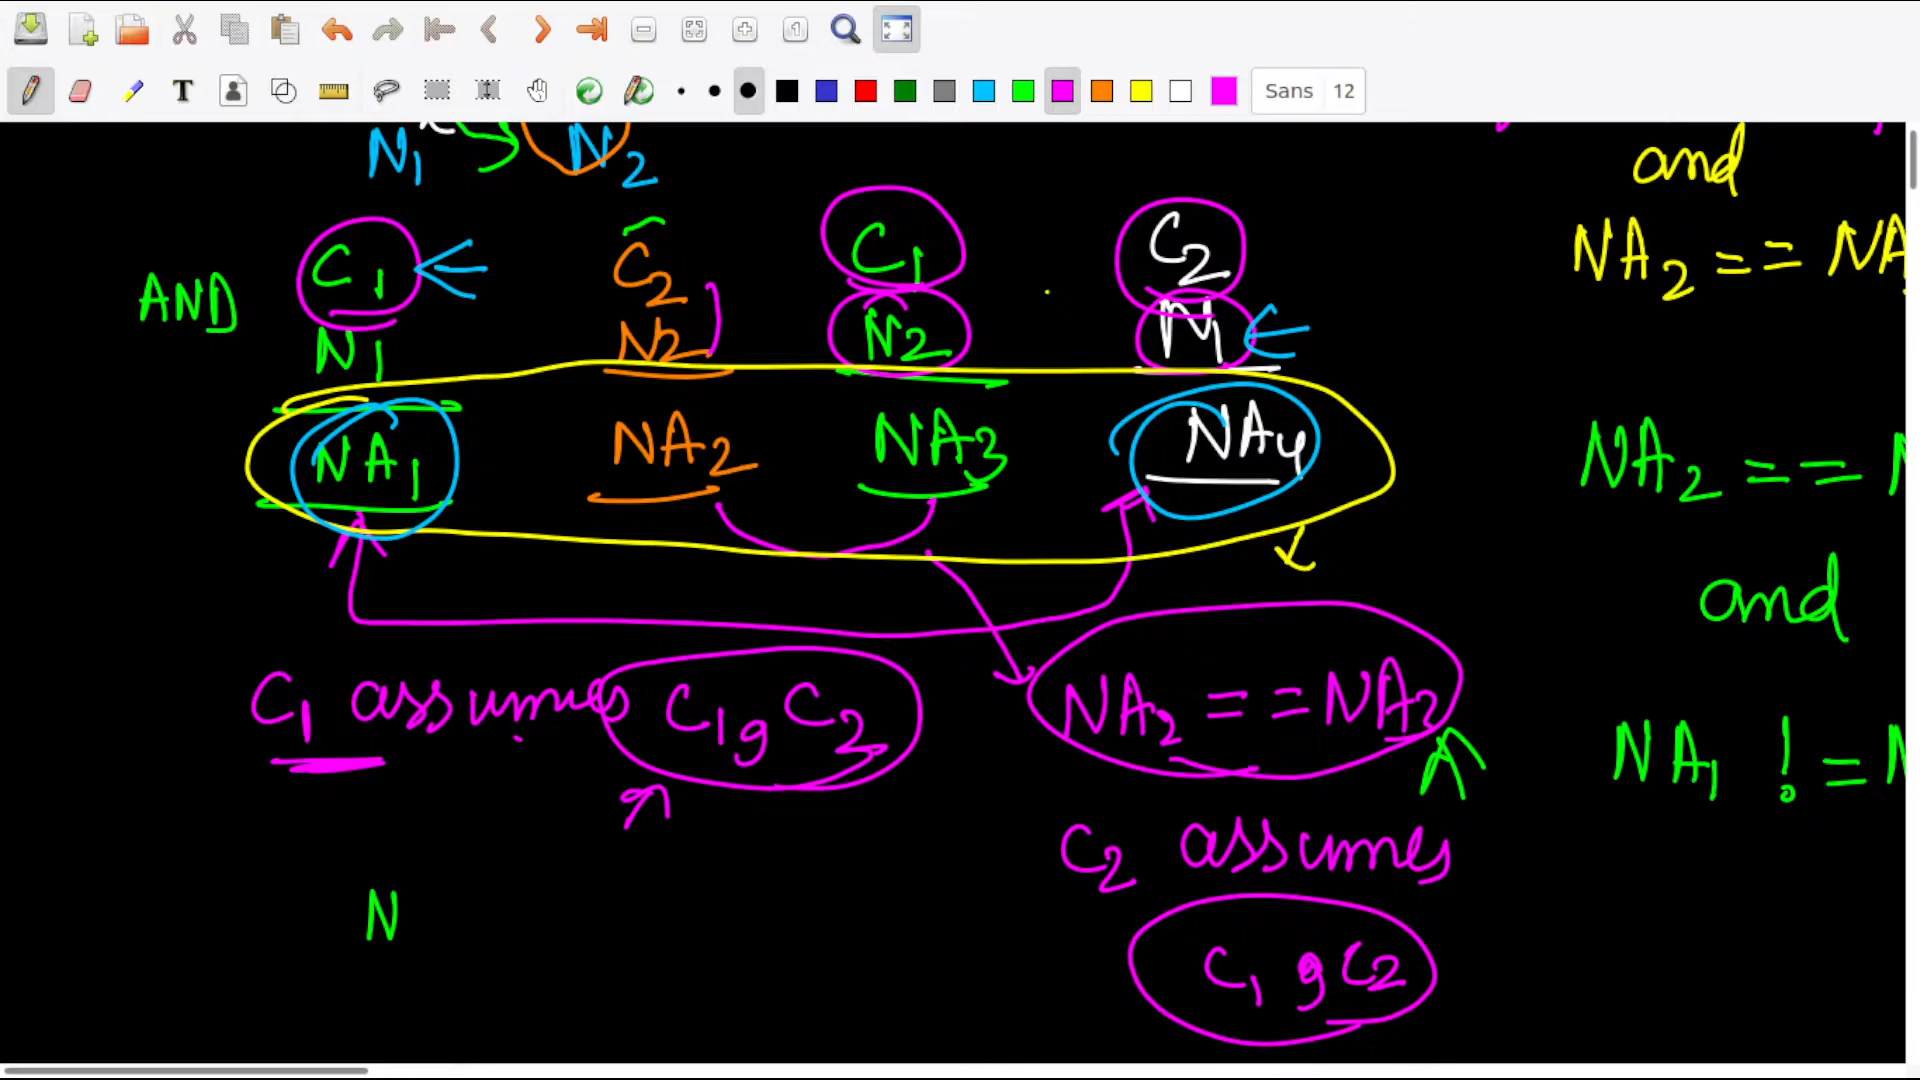 Sans 12
N1 N2
and
AND C1 C2 C1 C2
NA2 == NA
N1 N2 N2 N1
NA1 NA2 NA3 NA4
NA2 == N
and
C1 assumes C1 g C2
NA2 == NA3
NA1 != N
C2 assumes
N
C1 g C2